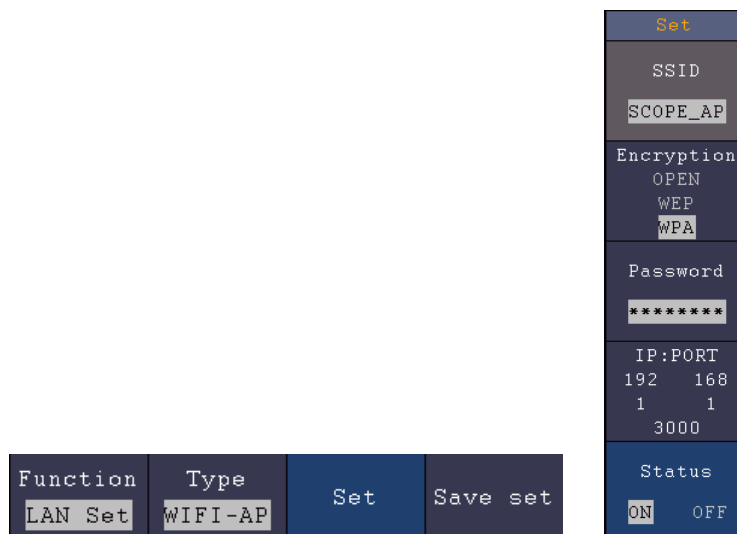 Set
SSID
SCOPE_AP
Encryption
OPEN
WEP
WPA
Password
********
IP:PORT
192 168
1 1
3000
Status
ON OFF
Function Type Set Save set
LAN Set WIFI-AP